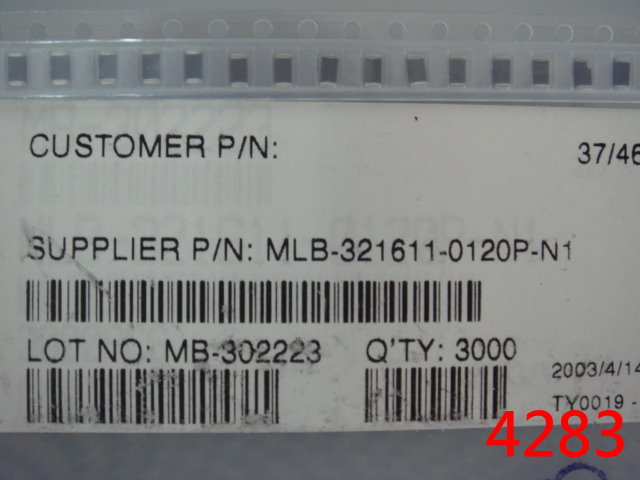 CUSTOMER P/N:
37/46
SUPPLIER P/N: MLB-321611-0120P-N1
LOT NO: MB-302223 Q'TY: 3000
2003/4/14
TY0019 -
4283